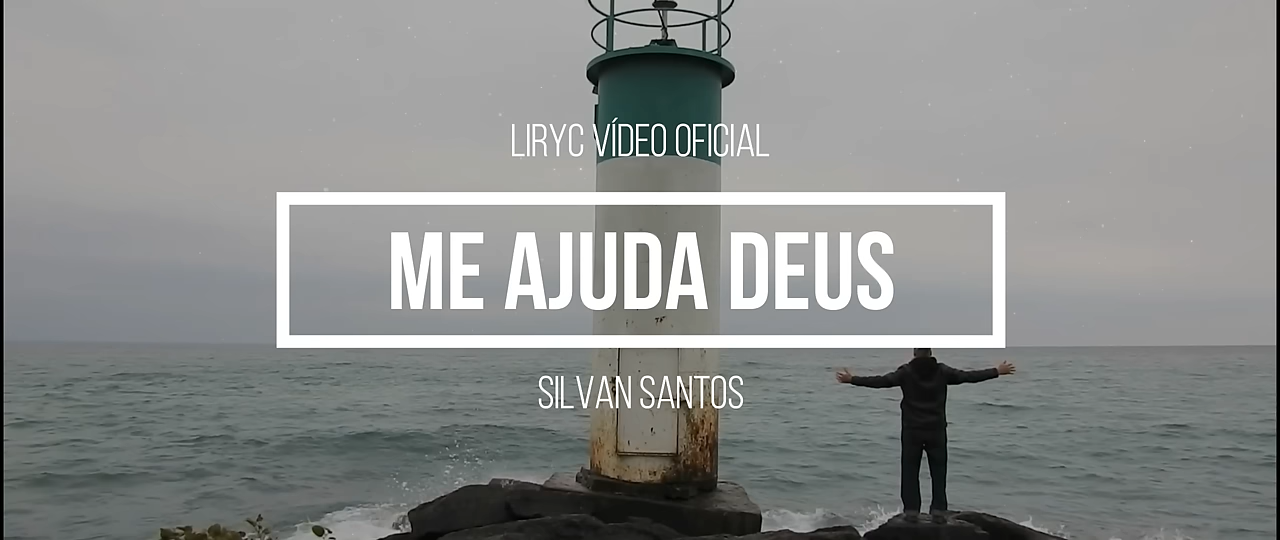 LIRYC VÍDEO OFICIAL
ME AJUDA DEUS
SILVAN SANTOS